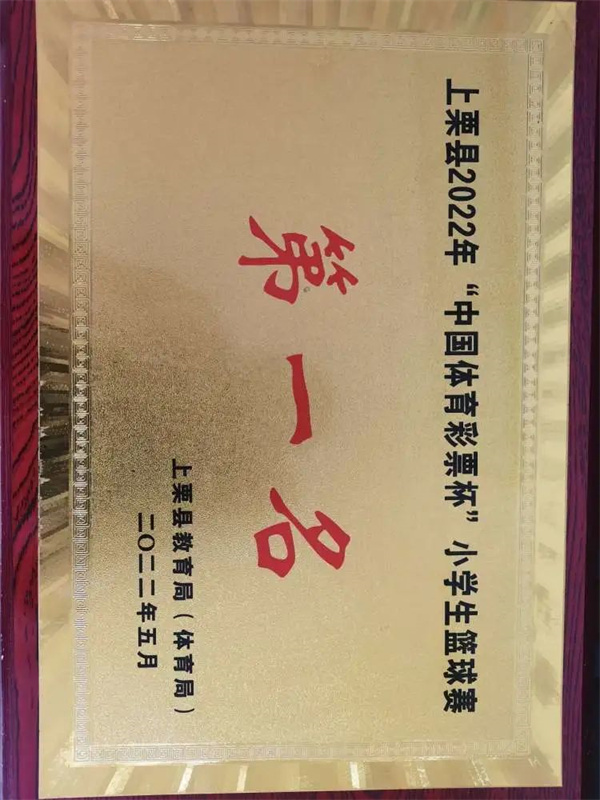 上栗县2022年“中国体育彩票杯”小学生篮球赛
第一名
上栗县教育局（体育局）
二〇二二年五月